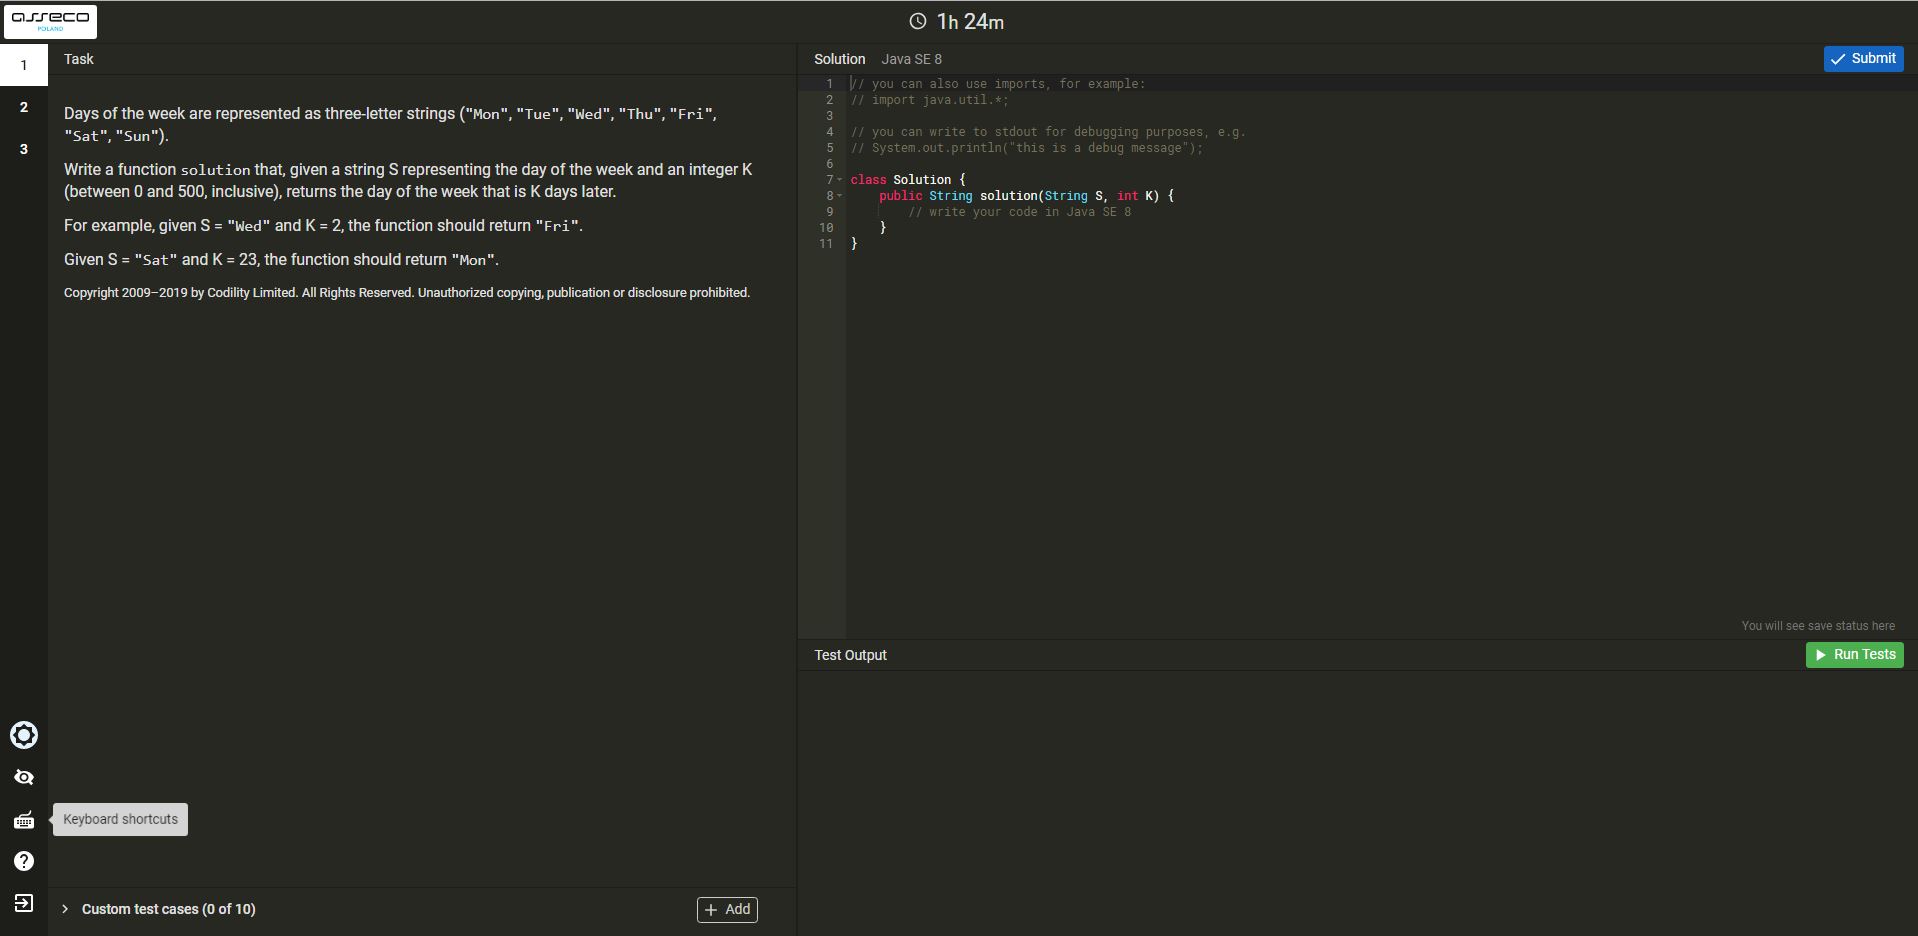 asseco
POLAND
1h 24m
1
2
3
Task
Days of the week are represented as three-letter strings ("Mon", "Tue", "Wed", "Thu", "Fri",
"Sat", "Sun").
Write a function solution that, given a string S representing the day of the week and an integer K
(between 0 and 500, inclusive), returns the day of the week that is K days later.
For example, given S = "Wed" and K = 2, the function should return "Fri".
Given S = "Sat" and K = 23, the function should return "Mon".
Copyright 2009–2019 by Codility Limited. All Rights Reserved. Unauthorized copying, publication or disclosure prohibited.
Keyboard shortcuts
Custom test cases (0 of 10)
+ Add
Solution Java SE 8
Submit
1 // you can also use imports, for example:
2 // import java.util.*;
3
4 // you can write to stdout for debugging purposes, e.g.
5 // System.out.println("this is a debug message");
6
7 class Solution {
8 public String solution(String S, int K) {
9 // write your code in Java SE 8
10 }
11 }
You will see save status here
Test Output
Run Tests